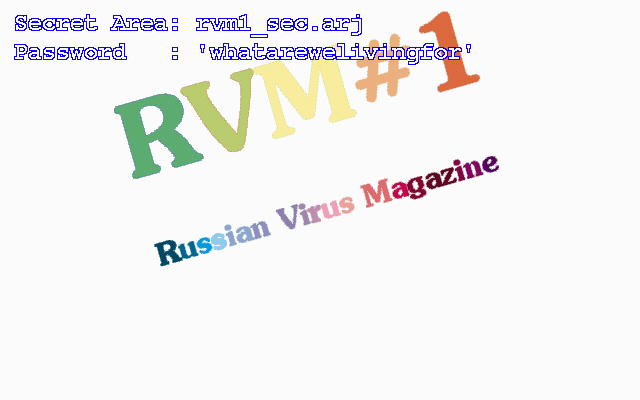 Secret Area: rvm1_sec.arj
Password   : 'whatarewelivingfor'
RVM#1
Russian Virus Magazine